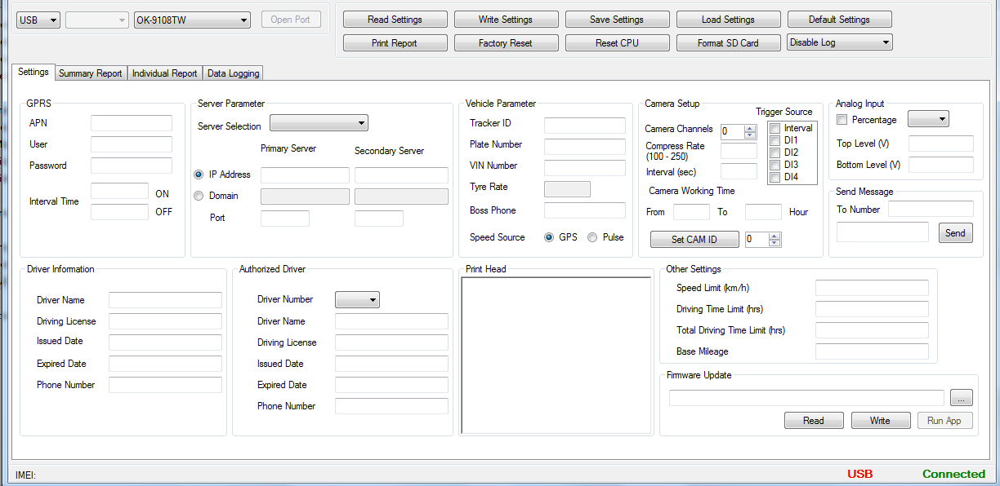 USB OK-9108TW Open Port Read Settings Write Settings Save Settings Load Settings Default Settings
Print Report Factory Reset Reset CPU Format SD Card Disable Log
Settings Summary Report Individual Report Data Logging
GPRS
APN
User
Password
Interval Time
ON
OFF
Server Parameter
Server Selection
Primary Server Secondary Server
IP Address
Domain
Port
Vehicle Parameter
Tracker ID
Plate Number
VIN Number
Tyre Rate
Boss Phone
Speed Source GPS Pulse
Camera Setup
Trigger Source
Camera Channels 0
Compress Rate
(100 - 250)
Interval (sec)
Interval
DI1
DI2
DI3
DI4
Camera Working Time
From To Hour
Set CAM ID 0
Analog Input
Percentage
Top Level (V)
Bottom Level (V)
Send Message
To Number
Send
Driver Information
Driver Name
Driving License
Issued Date
Expired Date
Phone Number
Authorized Driver
Driver Number
Driver Name
Driving License
Issued Date
Expired Date
Phone Number
Print Head
Other Settings
Speed Limit (km/h)
Driving Time Limit (hrs)
Total Driving Time Limit (hrs)
Base Mileage
Firmware Update
...
Read Write Run App
IMEI: USB Connected